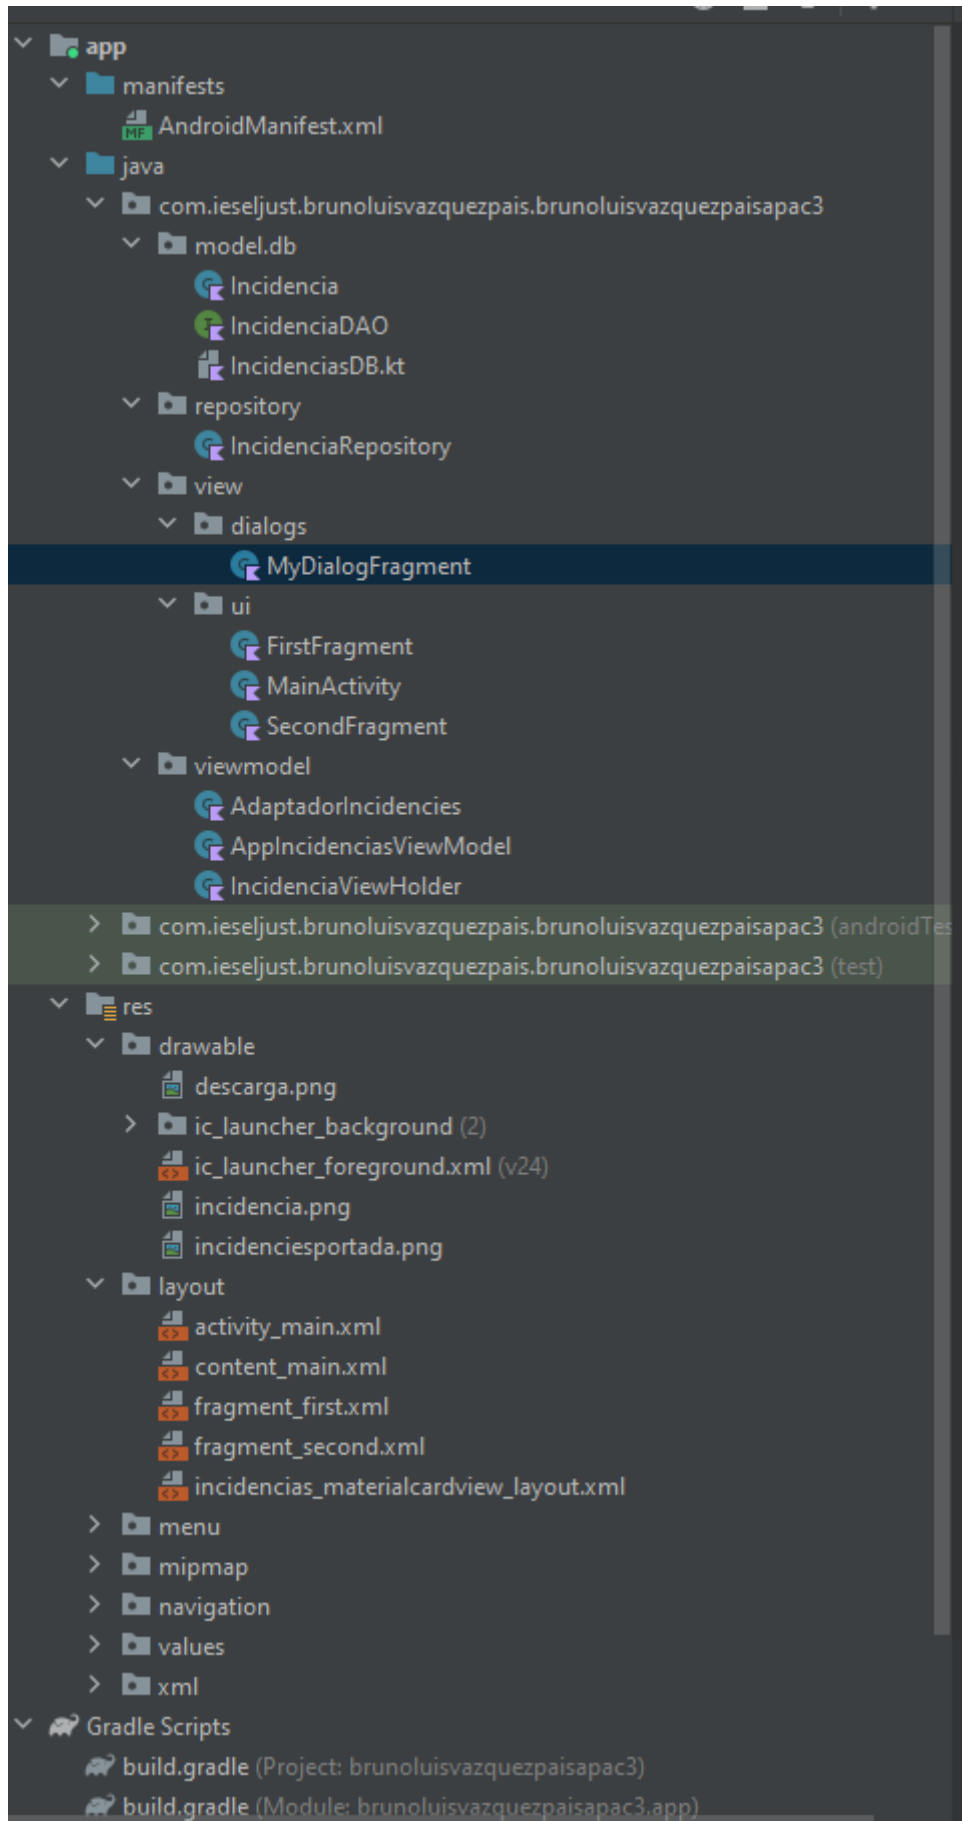 app
manifests
MF AndroidManifest.xml
java
com.ieseljust.brunoluisvazquezpais.brunoluisvazquezpaisapac3
model.db
Incidencia
IncidenciaDAO
IncidenciasDB.kt
repository
IncidenciaRepository
view
dialogs
MyDialogFragment
ui
FirstFragment
MainActivity
SecondFragment
viewmodel
AdaptadorIncidencies
AppIncidenciasViewModel
IncidenciaViewHolder
com.ieseljust.brunoluisvazquezpais.brunoluisvazquezpaisapac3 (androidTes
com.ieseljust.brunoluisvazquezpais.brunoluisvazquezpaisapac3 (test)
res
drawable
descarga.png
ic_launcher_background (2)
ic_launcher_foreground.xml (v24)
incidencia.png
incidenciesportada.png
layout
activity_main.xml
content_main.xml
fragment_first.xml
fragment_second.xml
incidencias_materialcardview_layout.xml
menu
mipmap
navigation
values
xml
Gradle Scripts
build.gradle (Project: brunoluisvazquezpaisapac3)
build.gradle (Module: brunoluisvazquezpaisapac3.app)